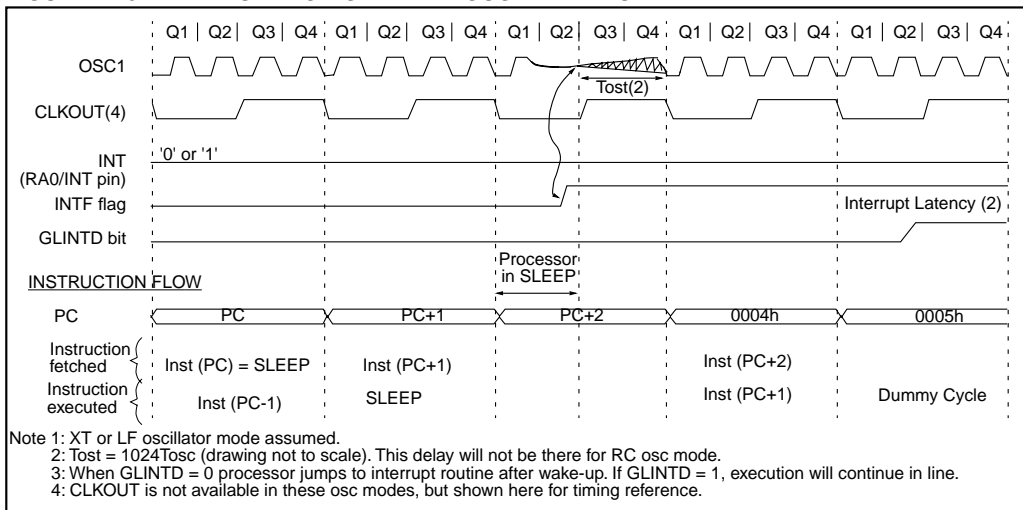 Q1 | Q2 | Q3 | Q4 | Q1 | Q2 | Q3 | Q4 | Q1 | Q2 | Q3 | Q4 | Q1 | Q2 | Q3 | Q4 | Q1 | Q2 | Q3 | Q4
OSC1
Tost(2)
CLKOUT(4)
INT '0' or '1'
(RA0/INT pin)
INTF flag
Interrupt Latency (2)
GLINTD bit
Processor
in SLEEP
INSTRUCTION FLOW
PC PC PC+1 PC+2 0004h 0005h
Instruction
fetched Inst (PC) = SLEEP Inst (PC+1) Inst (PC+2)
Instruction
executed Inst (PC-1) SLEEP Inst (PC+1) Dummy Cycle
Note 1: XT or LF oscillator mode assumed.
2: Tost = 1024Tosc (drawing not to scale). This delay will not be there for RC osc mode.
3: When GLINTD = 0 processor jumps to interrupt routine after wake-up. If GLINTD = 1, execution will continue in line.
4: CLKOUT is not available in these osc modes, but shown here for timing reference.